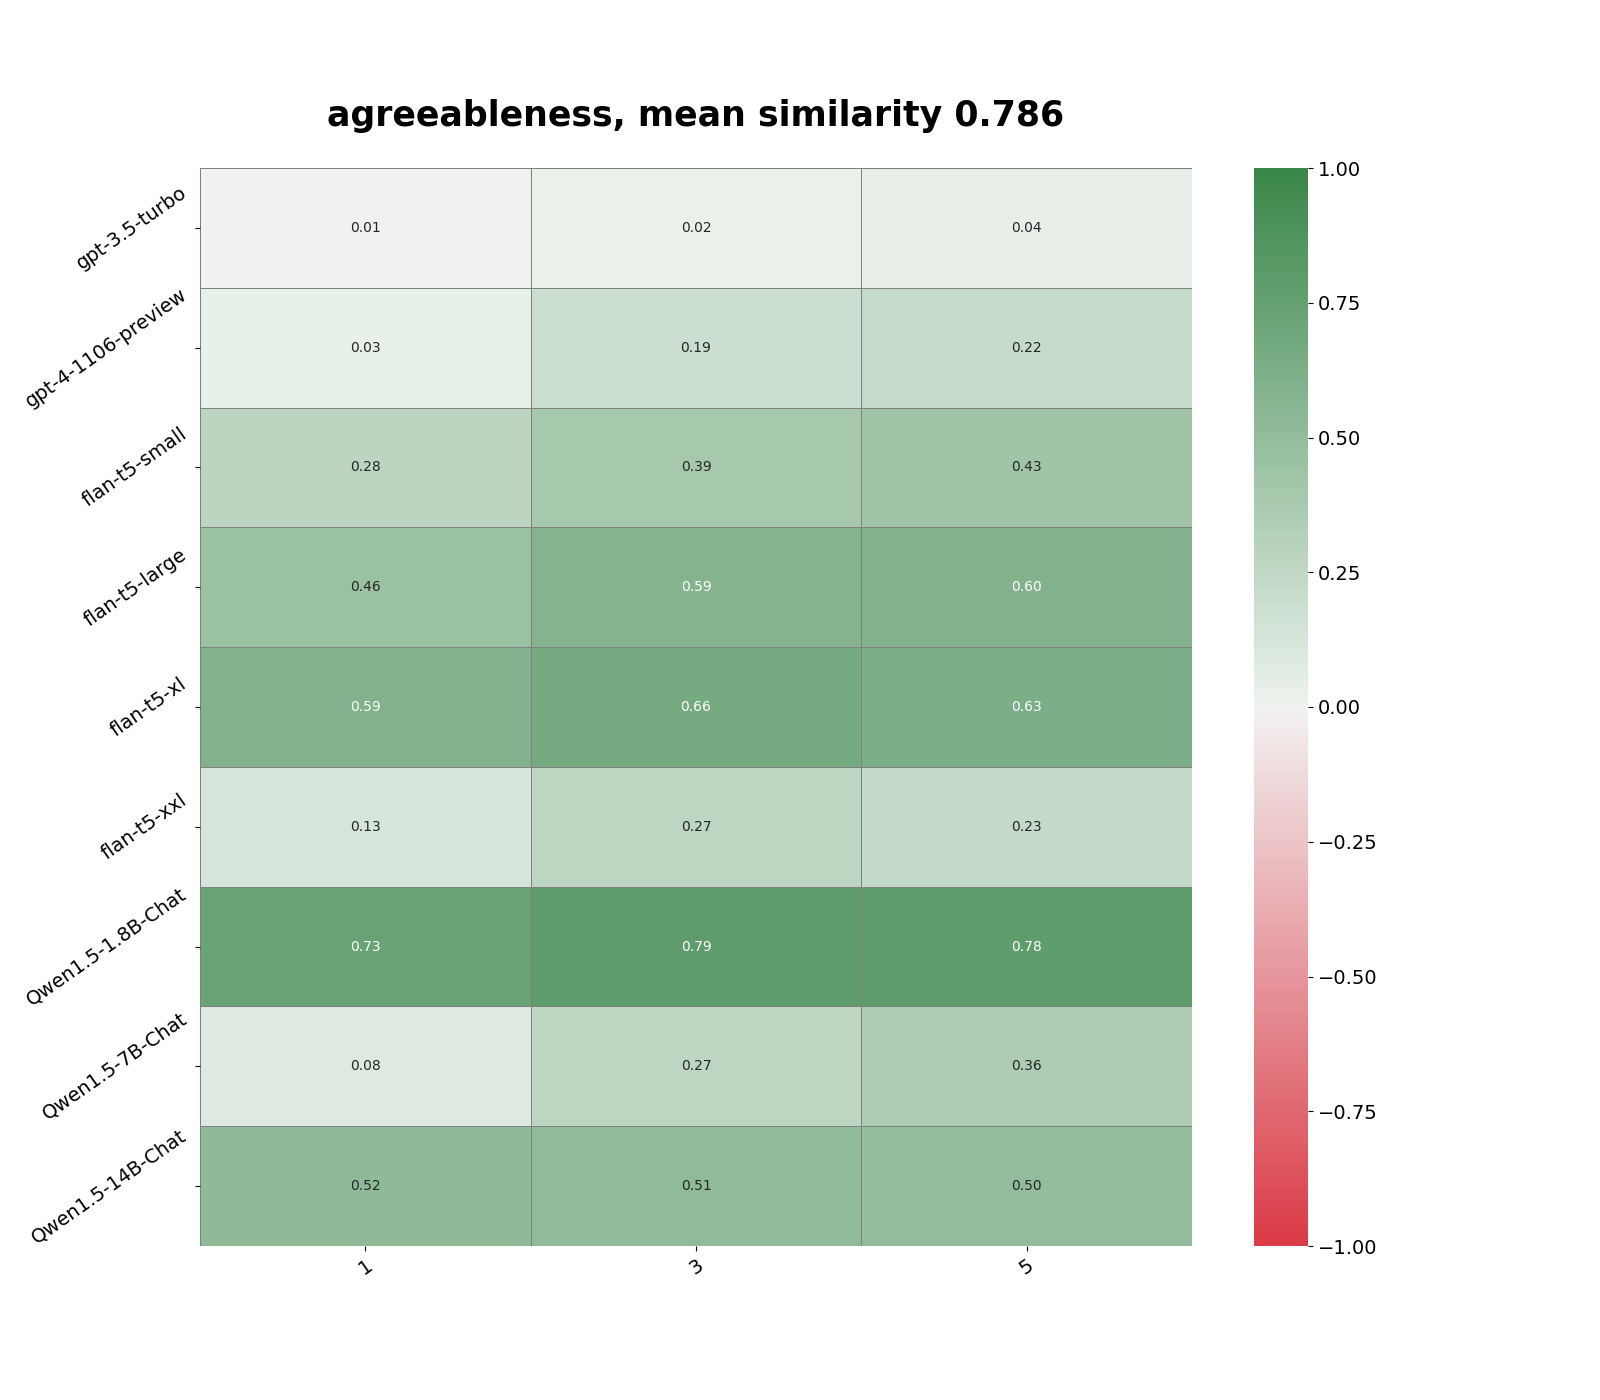 agreeableness, mean similarity 0.786
gpt-3.5-turbo 0.01 0.02 0.04
gpt-4-1106-preview 0.03 0.19 0.22
flan-t5-small 0.28 0.39 0.43
flan-t5-large 0.46 0.59 0.60
flan-t5-xl 0.59 0.66 0.63
flan-t5-xxl 0.13 0.27 0.23
Qwen1.5-1.8B-Chat 0.73 0.79 0.78
Qwen1.5-7B-Chat 0.08 0.27 0.36
Qwen1.5-14B-Chat 0.52 0.51 0.50
1 3 5
1.00
0.75
0.50
0.25
0.00
−0.25
−0.50
−0.75
−1.00